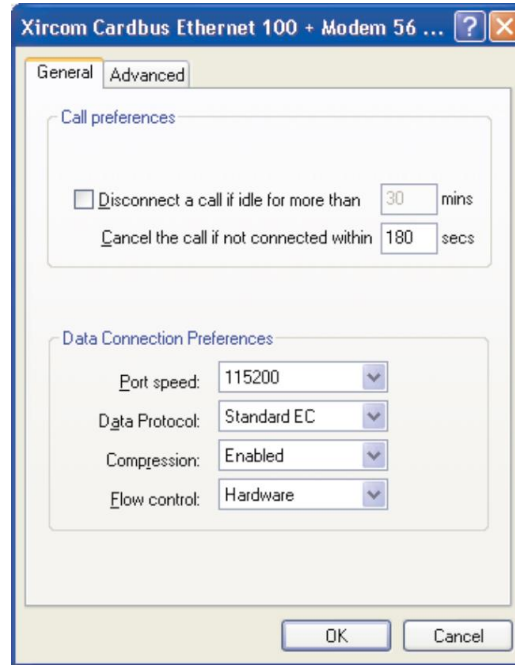 Xircom Cardbus Ethernet 100 + Modem 56 ... ?
General Advanced
Call preferences
Disconnect a call if idle for more than 30 mins
Cancel the call if not connected within 180 secs
Data Connection Preferences
Port speed: 115200
Data Protocol: Standard EC
Compression: Enabled
Flow control: Hardware
OK Cancel